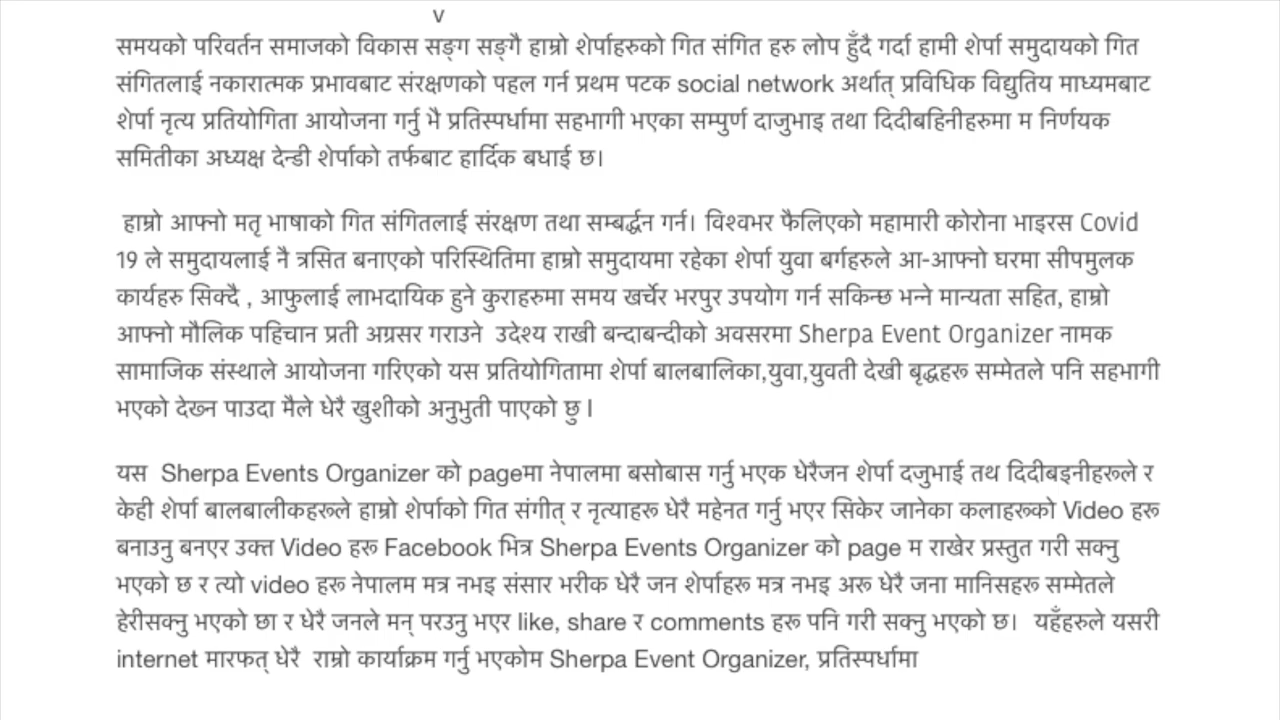 v
समयको परिवर्तन समाजको विकास सङ्ग सङ्गै हाम्रो शेर्पाहरुको गित संगित हरु लोप हुँदै गर्दा हामी शेर्पा समुदायको गित
संगितलाई नकारात्मक प्रभावबाट संरक्षणको पहल गर्न प्रथम पटक social network अर्थात् प्रविधिक विद्युतिय माध्यमबाट
शेर्पा नृत्य प्रतियोगिता आयोजना गर्नु भै प्रतिस्पर्धामा सहभागी भएका सम्पुर्ण दाजुभाइ तथा दिदीबहिनीहरुमा म निर्णयक
समितीका अध्यक्ष देन्डी शेर्पाको तर्फबाट हार्दिक बधाई छ।
हाम्रो आफ्नो मतृ भाषाको गित संगितलाई संरक्षण तथा सम्बर्द्धन गर्न। विश्वभर फैलिएको महामारी कोरोना भाइरस Covid
19 ले समुदायलाई नै त्रसित बनाएको परिस्थितिमा हाम्रो समुदायमा रहेका शेर्पा युवा बर्गहरुले आ-आफ्नो घरमा सीपमुलक
कार्यहरु सिक्दै , आफुलाई लाभदायिक हुने कुराहरुमा समय खर्चेर भरपुर उपयोग गर्न सकिन्छ भन्ने मान्यता सहित, हाम्रो
आफ्नो मौलिक पहिचान प्रती अग्रसर गराउने  उदेश्य राखी बन्दाबन्दीको अवसरमा Sherpa Event Organizer नामक
सामाजिक संस्थाले आयोजना गरिएको यस प्रतियोगितामा शेर्पा बालबालिका,युवा,युवती देखी बृद्धहरू सम्मेतले पनि सहभागी
भएको देख्न पाउदा मैले धेरै खुशीको अनुभुती पाएको छु l
यस  Sherpa Events Organizer को pageमा नेपालमा बसोबास गर्नु भएक धेरैजन शेर्पा दजुभाई तथ दिदीबइनीहरूले र
केही शेर्पा बालबालीकहरूले हाम्रो शेर्पाको गित संगीत् र नृत्याहरू धेरै महेनत गर्नु भएर सिकेर जानेका कलाहरूको Video हरू
बनाउनु बनएर उक्त Video हरू Facebook भित्र Sherpa Events Organizer को page म राखेर प्रस्तुत गरी सक्नु
भएको छ र त्यो video हरू नेपालम मत्र नभइ संसार भरीक धेरै जन शेर्पाहरू मत्र नभइ अरू धेरै जना मानिसहरू सम्मेतले
हेरीसक्नु भएको छा र धेरै जनले मन् परउनु भएर like, share र comments हरू पनि गरी सक्नु भएको छ।  यहँहरुले यसरी
internet मारफत् धेरै  राम्रो कार्याक्रम गर्नु भएकोम Sherpa Event Organizer, प्रतिस्पर्धामा